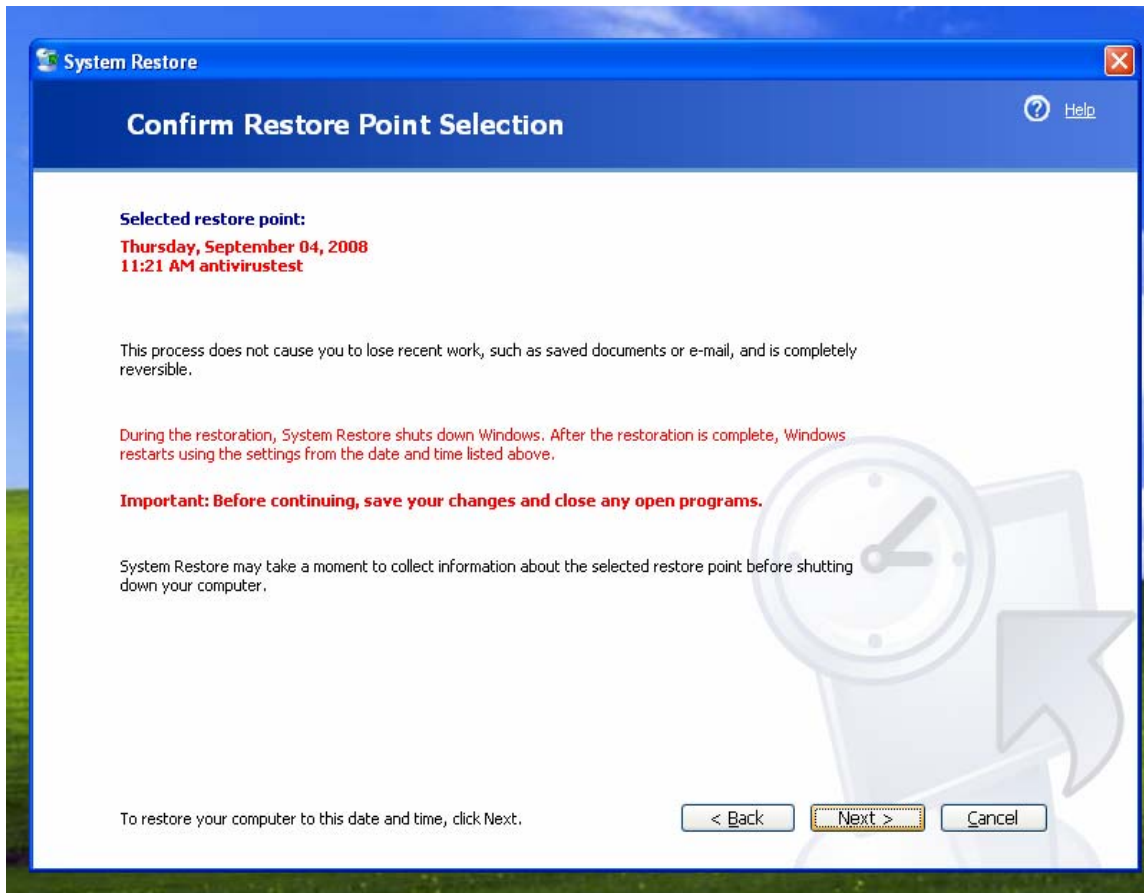 System Restore
Confirm Restore Point Selection
Help
Selected restore point:
Thursday, September 04, 2008
11:21 AM antivirustest
This process does not cause you to lose recent work, such as saved documents or e-mail, and is completely
reversible.
During the restoration, System Restore shuts down Windows. After the restoration is complete, Windows
restarts using the settings from the date and time listed above.
Important: Before continuing, save your changes and close any open programs.
System Restore may take a moment to collect information about the selected restore point before shutting
down your computer.
To restore your computer to this date and time, click Next.
< Back
Next >
Cancel